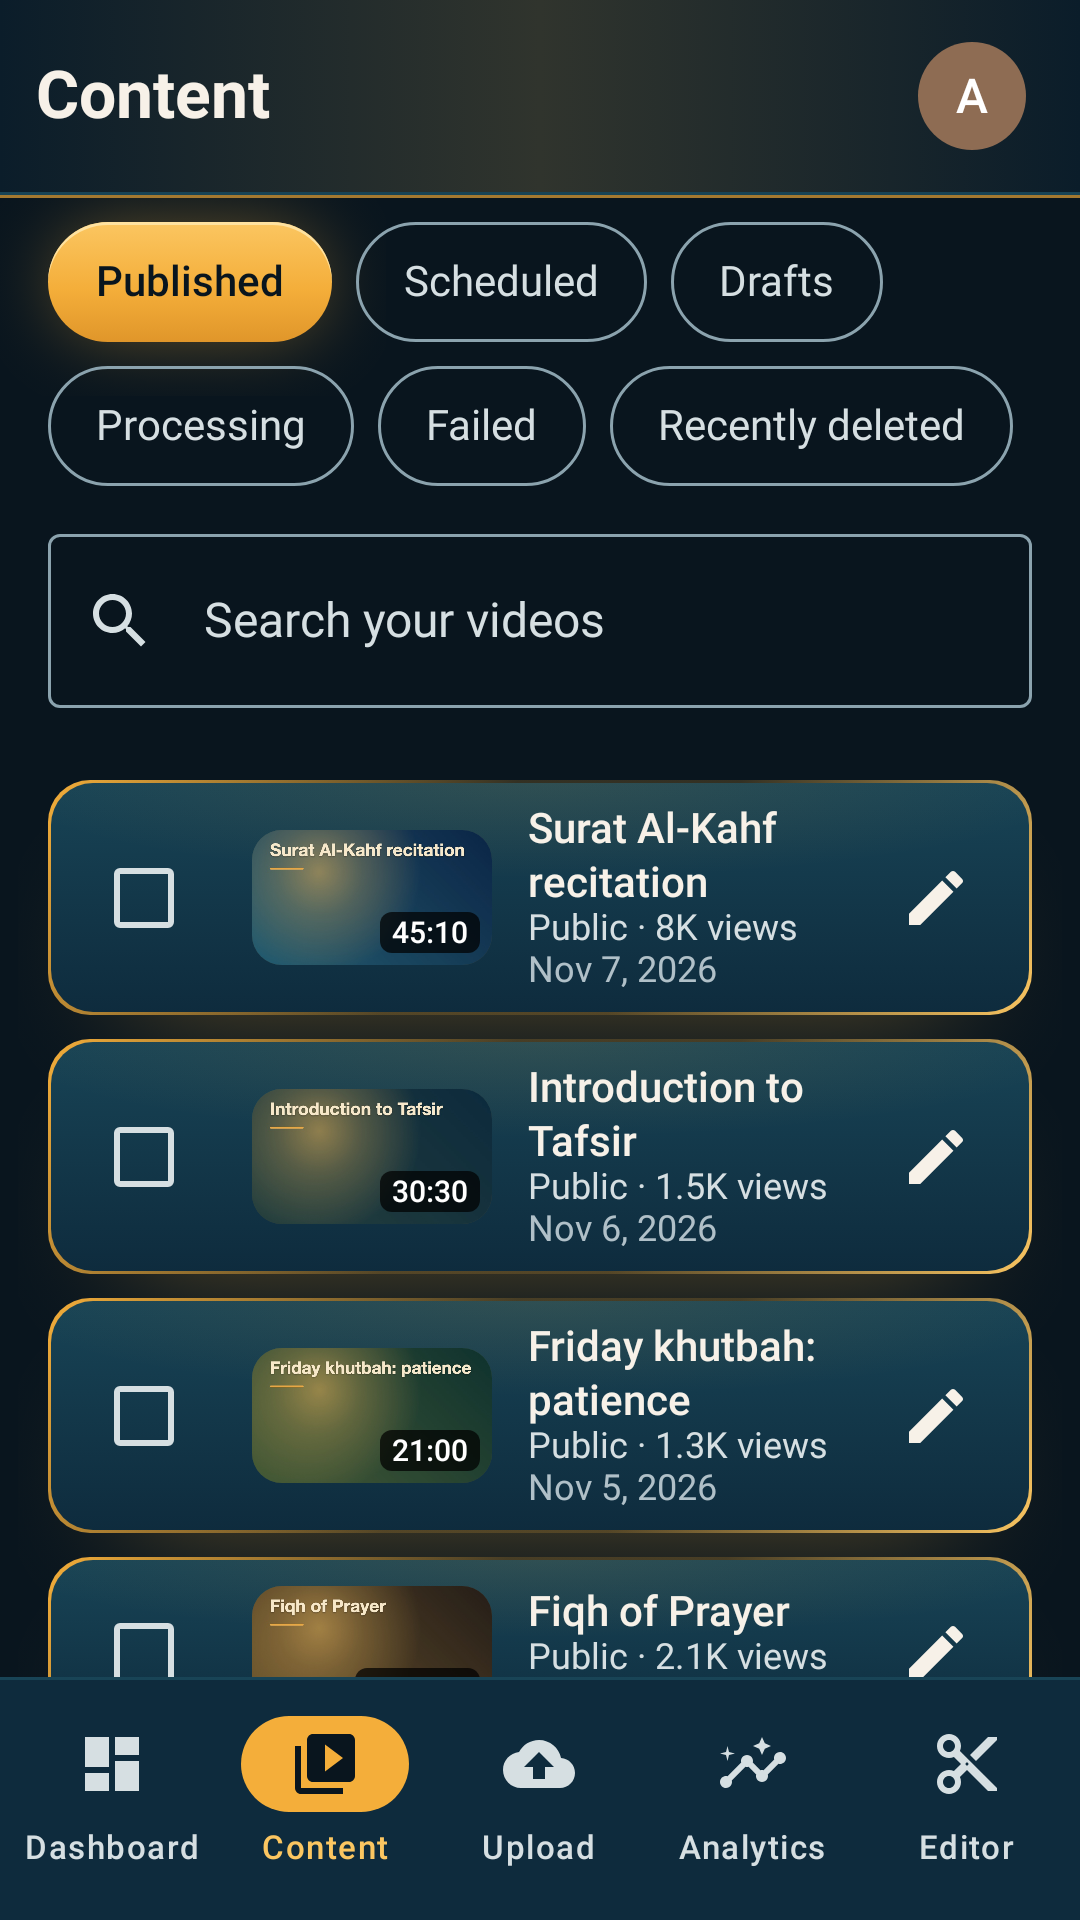 Content
A
Published
Scheduled
Drafts
Processing
Failed
Recently deleted
Search your videos
Surat Al-Kahf recitation
45:10
Surat Al-Kahf
recitation
Public · 8K views
Nov 7, 2026
Introduction to Tafsir
30:30
Introduction to
Tafsir
Public · 1.5K views
Nov 6, 2026
Friday khutbah: patience
21:00
Friday khutbah:
patience
Public · 1.3K views
Nov 5, 2026
Fiqh of Prayer
Fiqh of Prayer
Public · 2.1K views
Dashboard
Content
Upload
Analytics
Editor